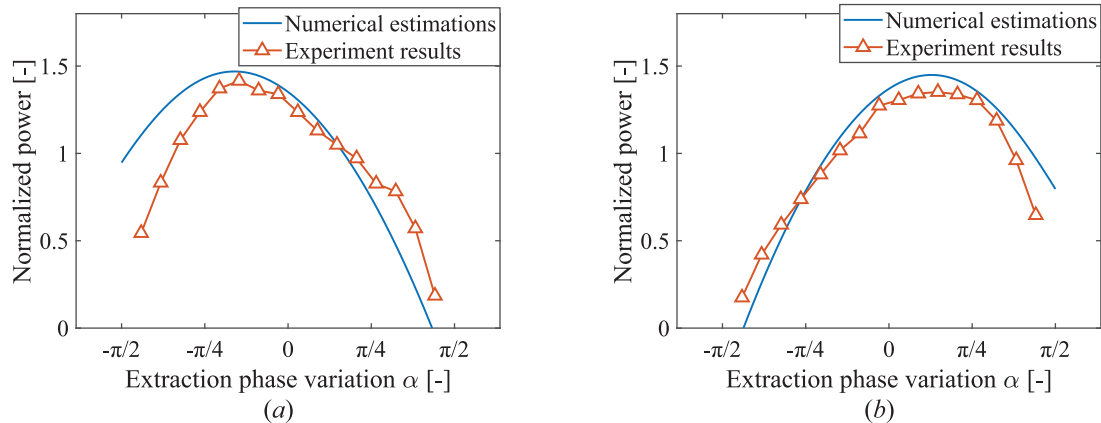 Numerical estimations
Experiment results
1.5
1
0.5
0
Normalized power [-]
-π/2 -π/4 0 π/4 π/2
Extraction phase variation α [-]
(a)
Numerical estimations
Experiment results
1.5
1
0.5
0
Normalized power [-]
-π/2 -π/4 0 π/4 π/2
Extraction phase variation α [-]
(b)